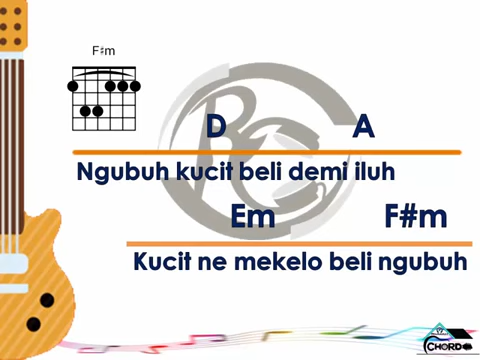 F♯m
D A
Ngubuh kucit beli demi iluh
Em F#m
Kucit ne mekelo beli ngubuh
CHORD